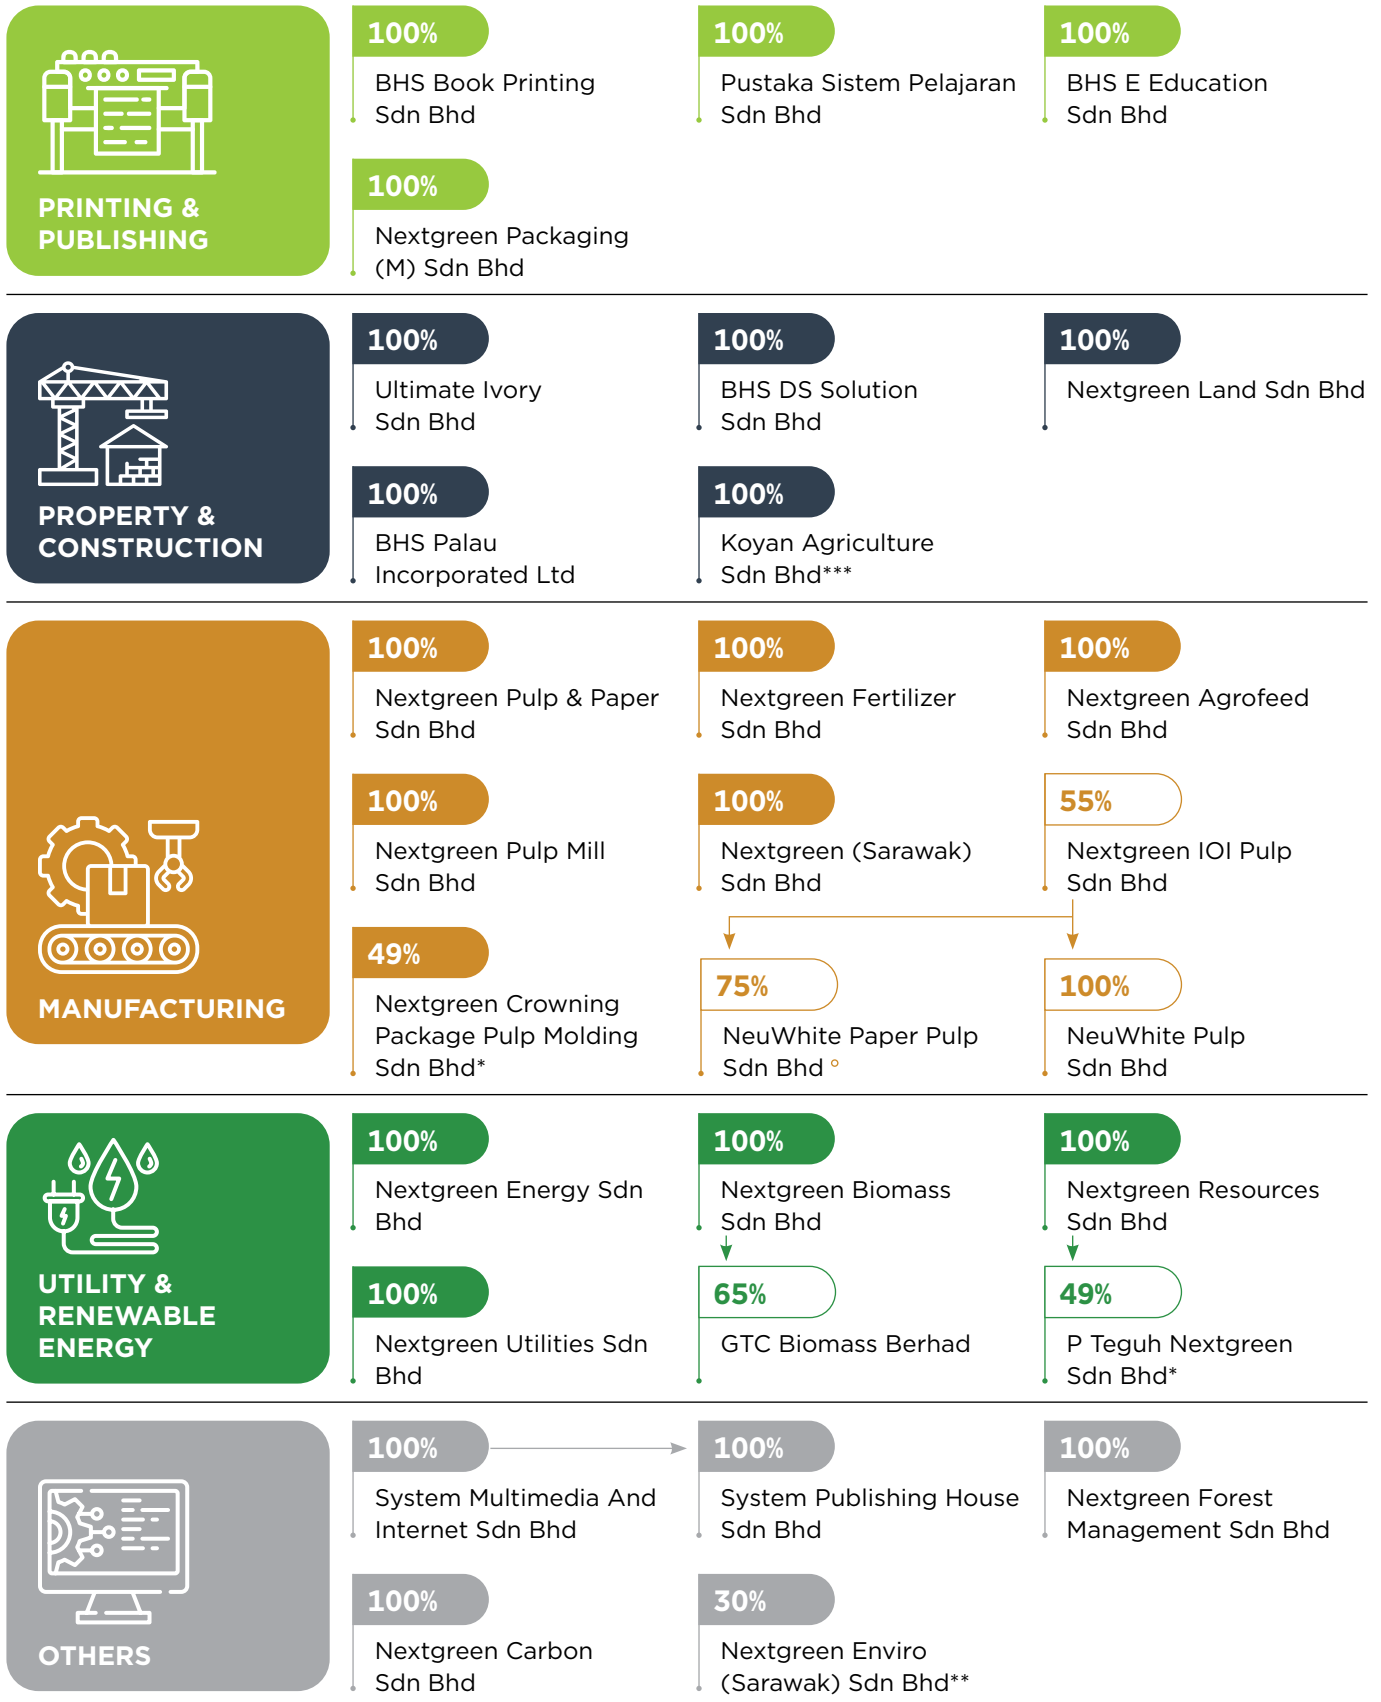 PRINTING &
PUBLISHING
100%
BHS Book Printing
Sdn Bhd
100%
Pustaka Sistem Pelajaran
Sdn Bhd
100%
BHS E Education
Sdn Bhd
100%
Nextgreen Packaging
(M) Sdn Bhd
PROPERTY &
CONSTRUCTION
100%
Ultimate Ivory
Sdn Bhd
100%
BHS DS Solution
Sdn Bhd
100%
Nextgreen Land Sdn Bhd
100%
BHS Palau
Incorporated Ltd
100%
Koyan Agriculture
Sdn Bhd***
MANUFACTURING
100%
Nextgreen Pulp & Paper
Sdn Bhd
100%
Nextgreen Fertilizer
Sdn Bhd
100%
Nextgreen Agrofeed
Sdn Bhd
100%
Nextgreen Pulp Mill
Sdn Bhd
100%
Nextgreen (Sarawak)
Sdn Bhd
55%
Nextgreen IOI Pulp
Sdn Bhd
49%
Nextgreen Crowning
Package Pulp Molding
Sdn Bhd*
75%
NeuWhite Paper Pulp
Sdn Bhd °
100%
NeuWhite Pulp
Sdn Bhd
UTILITY &
RENEWABLE
ENERGY
100%
Nextgreen Energy Sdn
Bhd
100%
Nextgreen Biomass
Sdn Bhd
100%
Nextgreen Resources
Sdn Bhd
100%
Nextgreen Utilities Sdn
Bhd
65%
GTC Biomass Berhad
49%
P Teguh Nextgreen
Sdn Bhd*
OTHERS
100%
System Multimedia And
Internet Sdn Bhd
100%
System Publishing House
Sdn Bhd
100%
Nextgreen Forest
Management Sdn Bhd
100%
Nextgreen Carbon
Sdn Bhd
30%
Nextgreen Enviro
(Sarawak) Sdn Bhd**